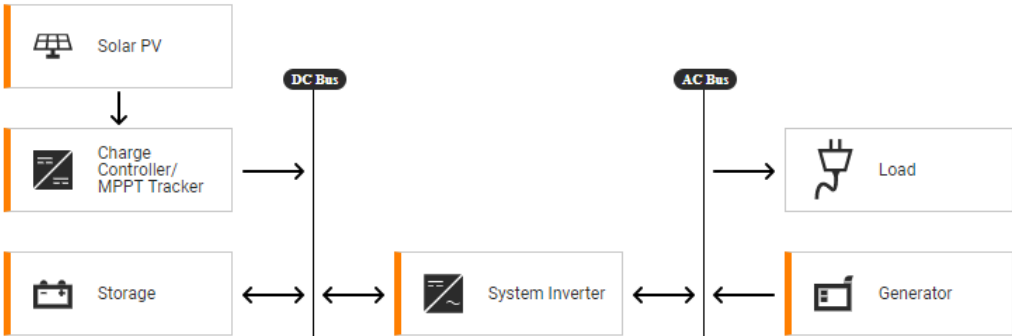 Solar PV
DC Bus
AC Bus
Charge
Controller/
MPPT Tracker
Load
Storage
System Inverter
Generator